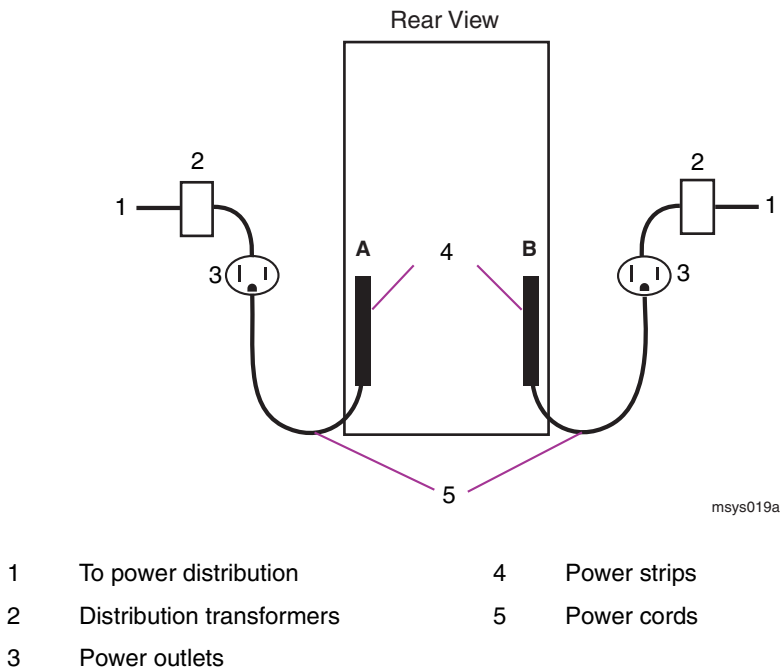 Rear View
2
2
1
1
A
4
B
3
3
5
msys019a
1 To power distribution 4 Power strips
2 Distribution transformers 5 Power cords
3 Power outlets